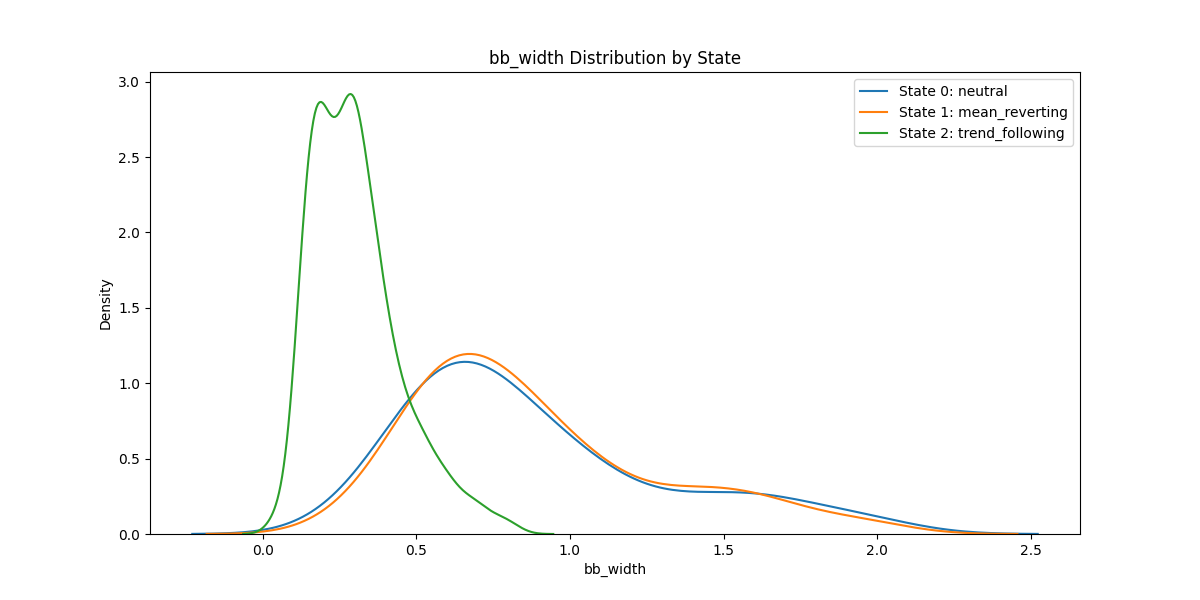 bb_width Distribution by State
State 0: neutral
State 1: mean_reverting
State 2: trend_following
Density
3.0
2.5
2.0
1.5
1.0
0.5
0.0
0.0 0.5 1.0 1.5 2.0 2.5
bb_width